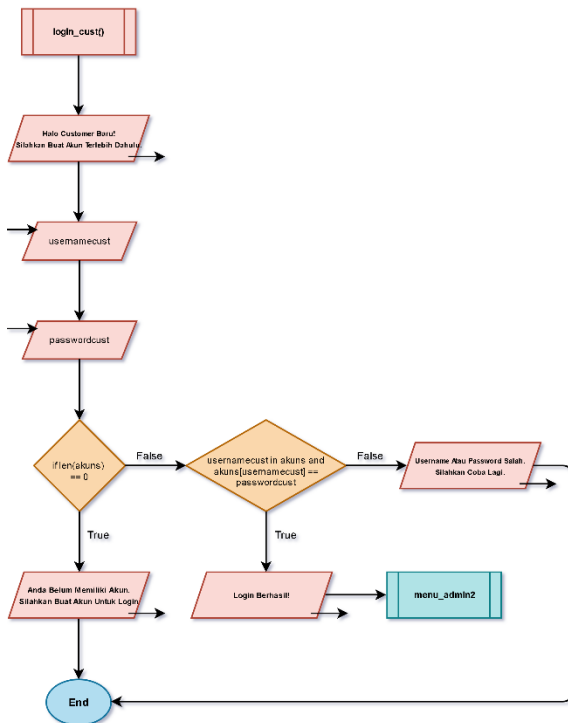 login_cust()
Halo Customer Baru!
Silahkan Buat Akun Terlebih Dahulu.
usernamecust
passwordcust
if len(akuns)
== 0
False
usernamecust in akuns and
akuns[usernamecust] ==
passwordcust
False
Username Atau Password Salah.
Silahkan Coba Lagi.
True
True
Anda Belum Memiliki Akun.
Silahkan Buat Akun Untuk Login
Login Berhasil!
menu_admin2
End